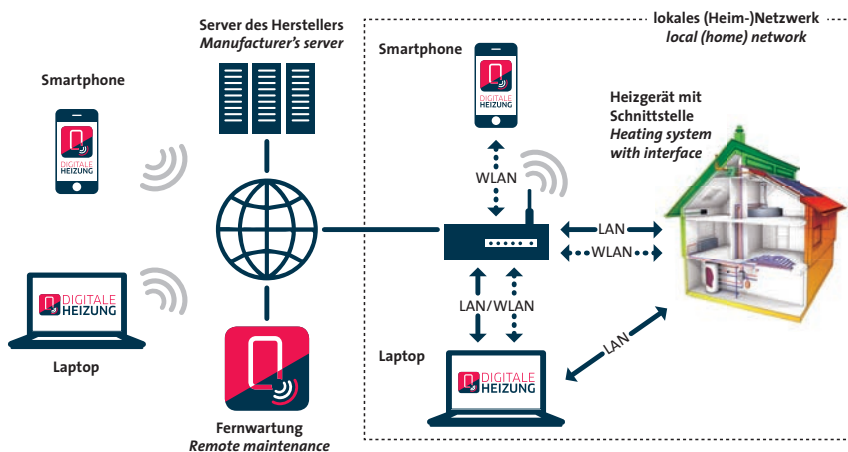 Server des Herstellers
Manufacturer's server
Smartphone
DIGITALE
HEIZUNG
DIGITALE
HEIZUNG
Laptop
Fernwartung
Remote maintenance
lokales (Heim-)Netzwerk
local (home) network
Smartphone
DIGITALE
HEIZUNG
WLAN
Heizgerät mit
Schnittstelle
Heating system
with interface
LAN
WLAN
LAN/WLAN
LAN
Laptop
DIGITALE
HEIZUNG